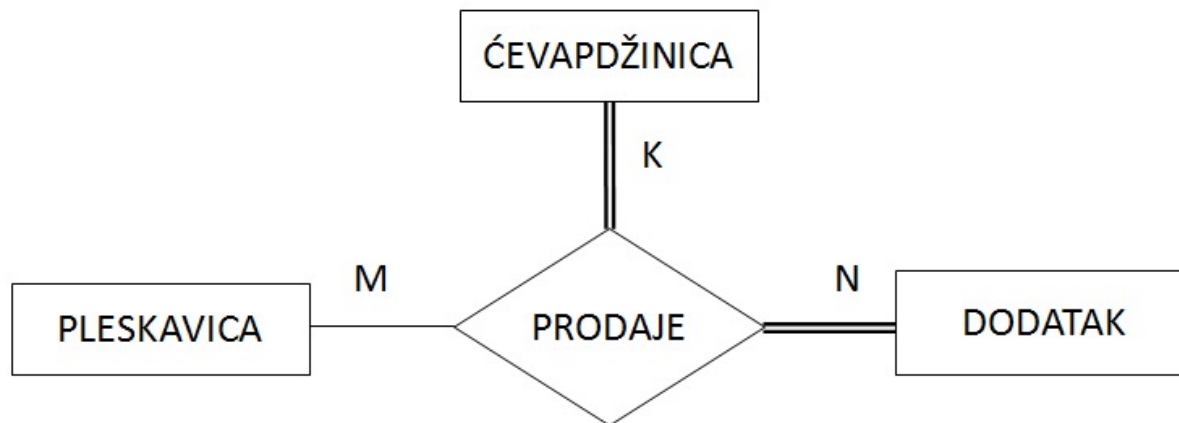 ĆEVAPDŽINICA
K
M
N
PLESKAVICA
PRODAJE
DODATAK